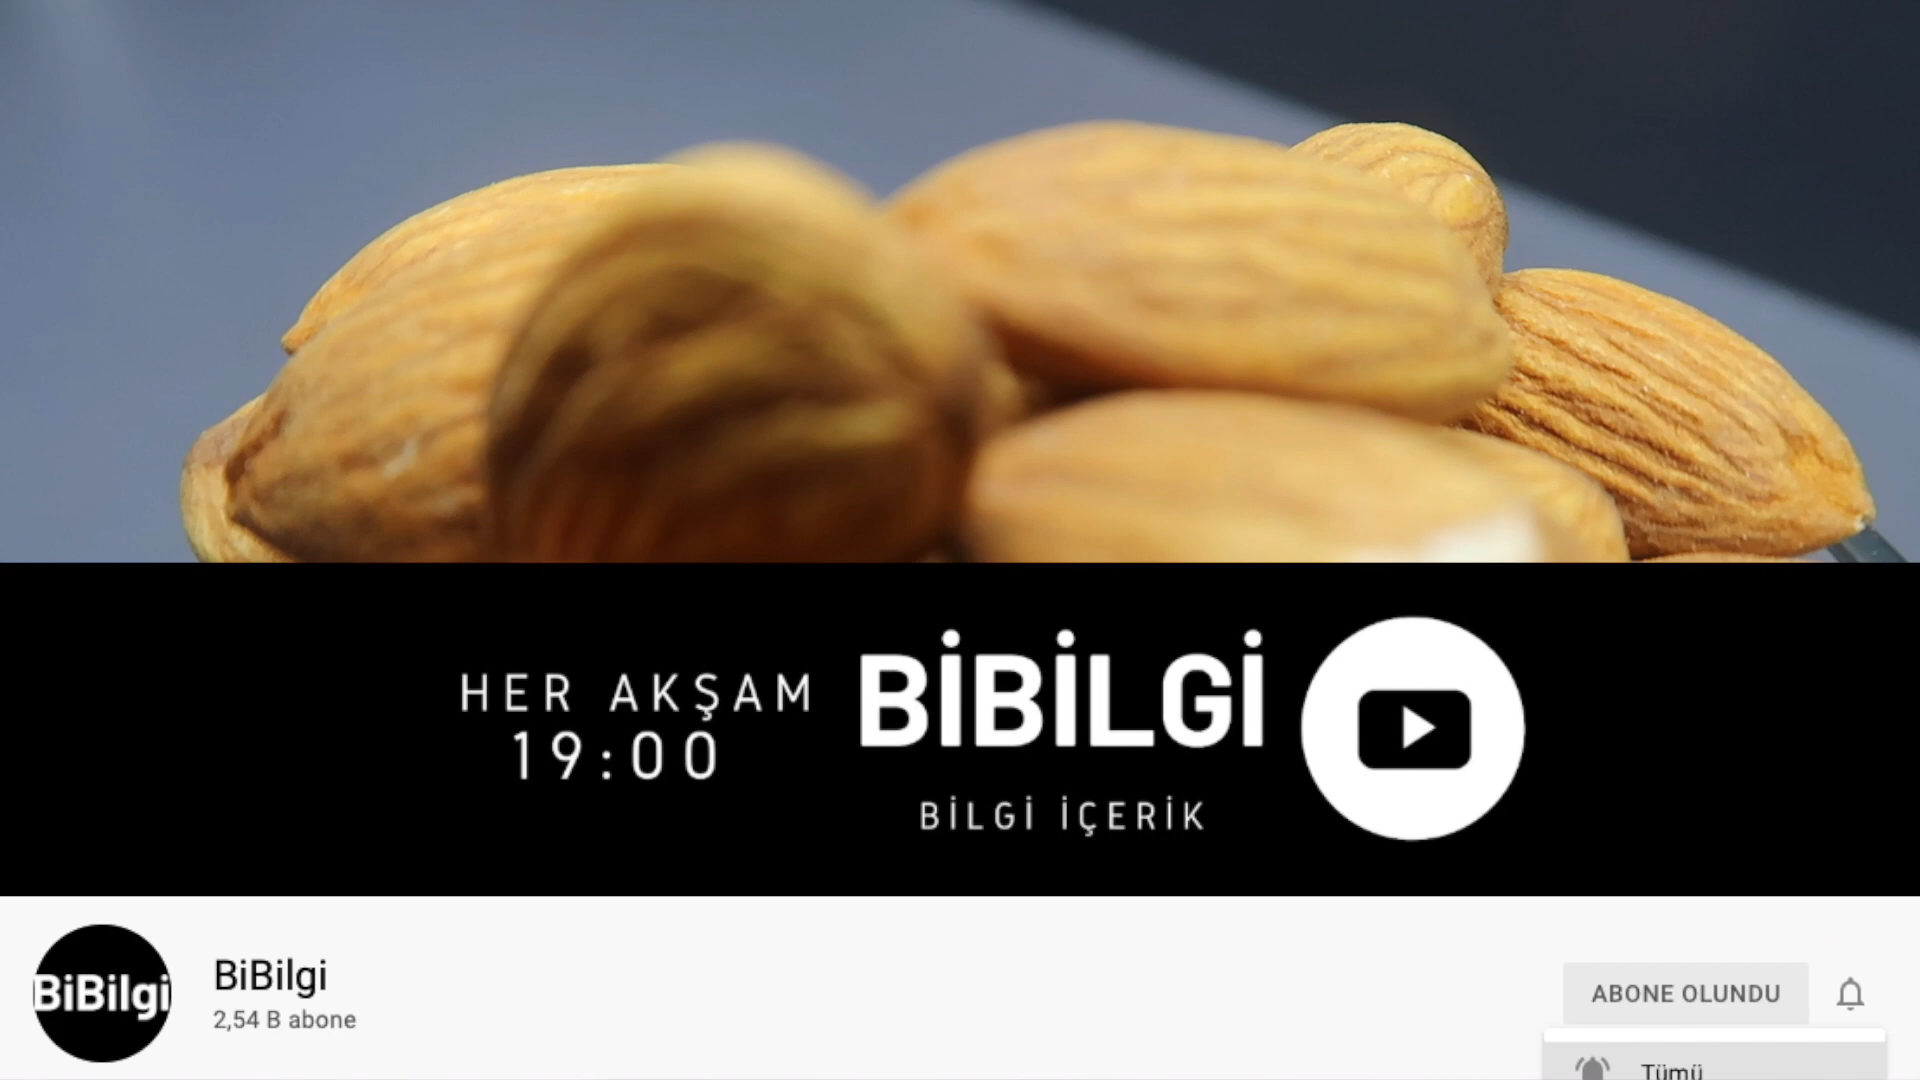 HER AKŞAM
19:00
BİBİLGİ
BİLGİ İÇERİK
BiBilgi
BiBilgi
2,54 B abone
ABONE OLUNDU
Tümü